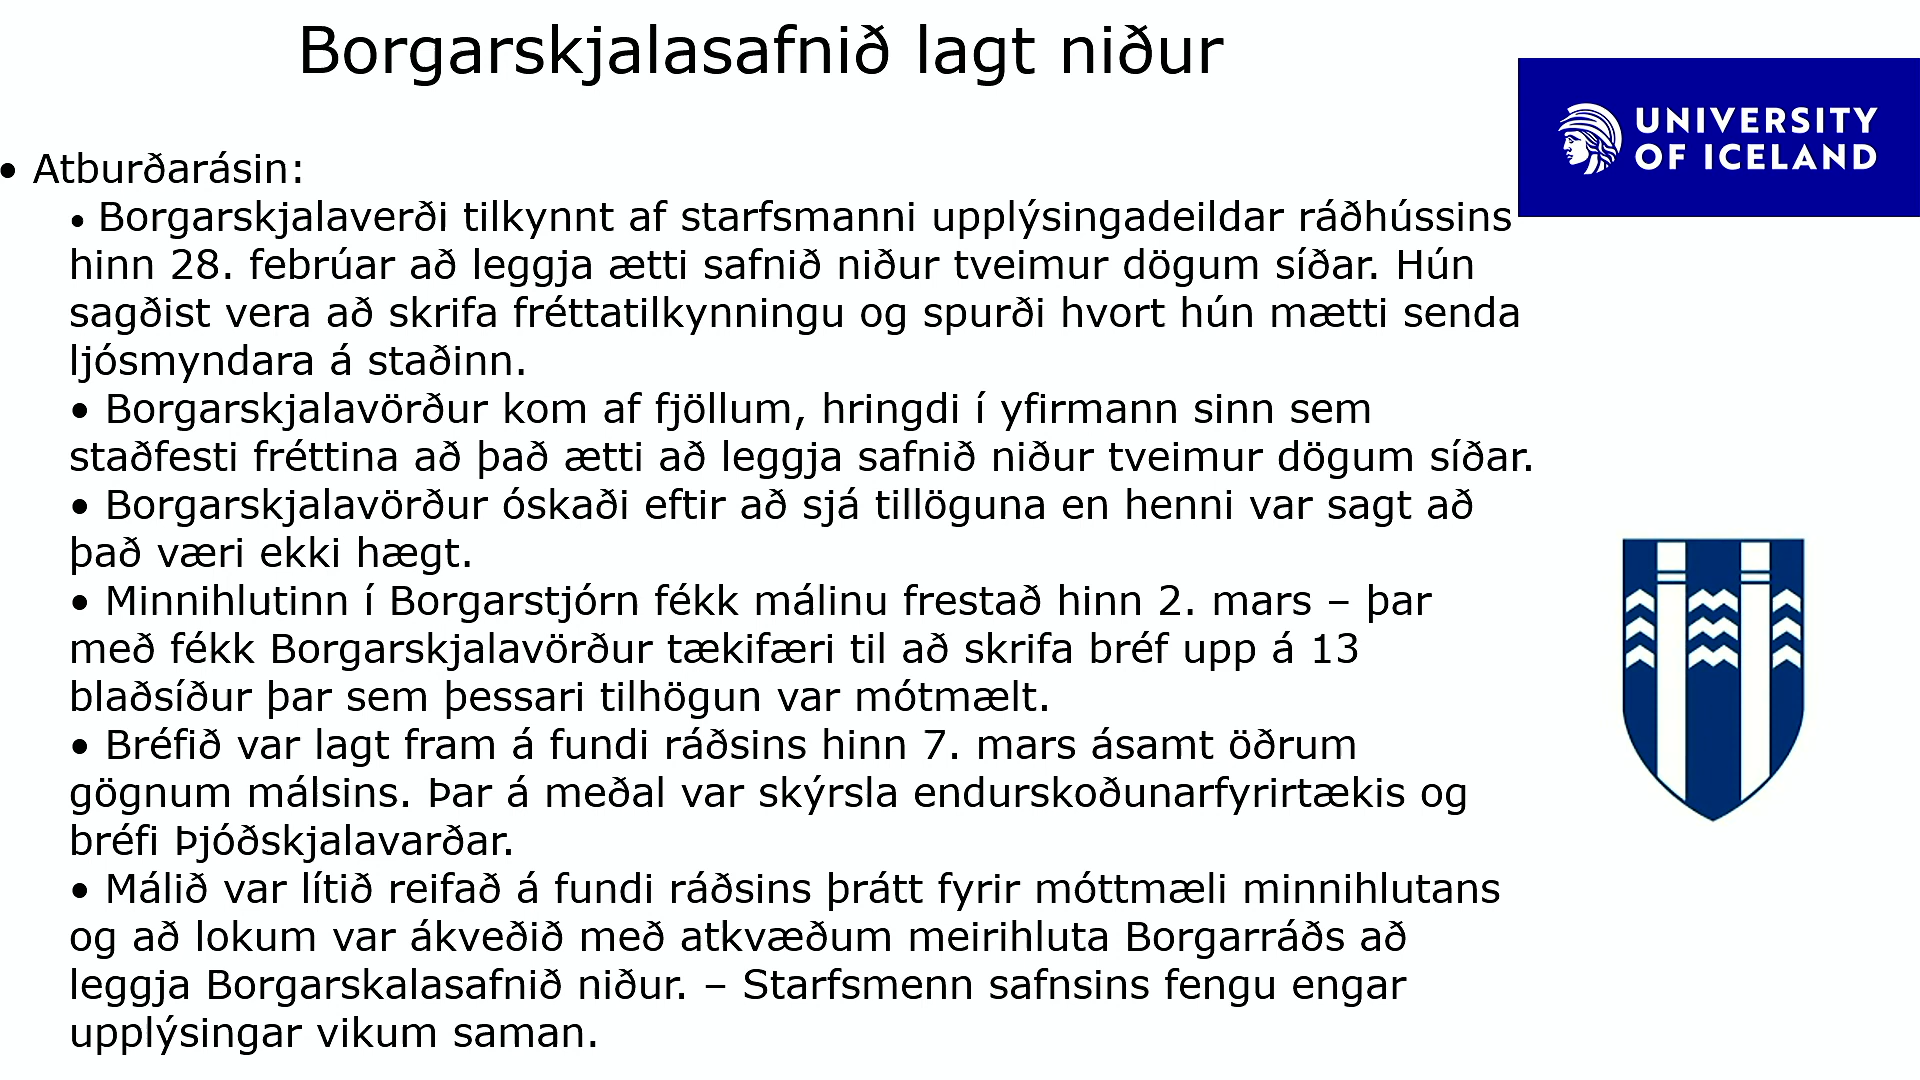 Borgarskjalasafnið lagt niður
UNIVERSITY
OF ICELAND
• Atburðarásin:
• Borgarskjalaverði tilkynnt af starfsmanni upplýsingadeildar ráðhússins
hinn 28. febrúar að leggja ætti safnið niður tveimur dögum síðar. Hún
sagðist vera að skrifa fréttatilkynningu og spurði hvort hún mætti senda
ljósmyndara á staðinn.
• Borgarskjalavörður kom af fjöllum, hringdi í yfirmann sinn sem
staðfesti fréttina að það ætti að leggja safnið niður tveimur dögum síðar.
• Borgarskjalavörður óskaði eftir að sjá tillöguna en henni var sagt að
það væri ekki hægt.
• Minnihlutinn í Borgarstjórn fékk málinu frestað hinn 2. mars – þar
með fékk Borgarskjalavörður tækifæri til að skrifa bréf upp á 13
blaðsíður þar sem þessari tilhögun var mótmælt.
• Bréfið var lagt fram á fundi ráðsins hinn 7. mars ásamt öðrum
gögnum málsins. Þar á meðal var skýrsla endurskoðunarfyrirtækis og
bréfi Þjóðskjalavarðar.
• Málið var lítið reifað á fundi ráðsins þrátt fyrir móttmæli minnihlutans
og að lokum var ákveðið með atkvæðum meirihluta Borgarráðs að
leggja Borgarskalasafnið niður. – Starfsmenn safnsins fengu engar
upplýsingar vikum saman.